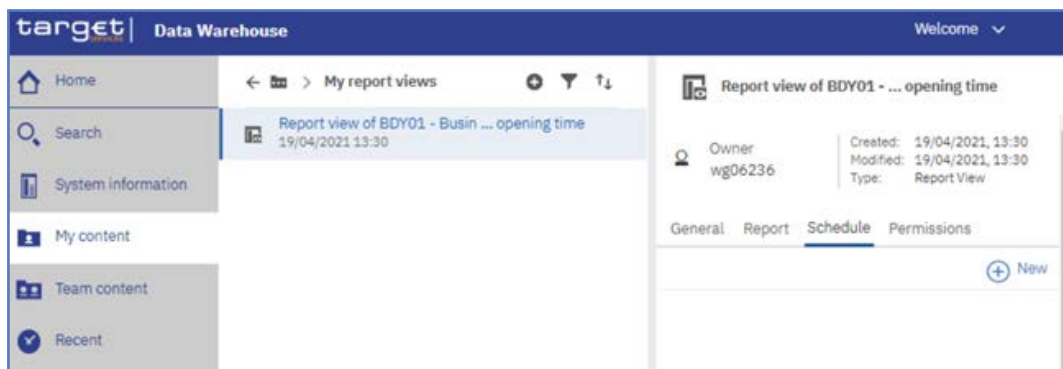 target| Data Warehouse
SERVICES
Welcome
Home
Search
System information
My content
Team content
Recent
My report views
Report view of BDY01 - Busin ... opening time
19/04/2021 13:30
Report view of BDY01 - ... opening time
Owner
wg06236
Created: 19/04/2021, 13:30
Modified: 19/04/2021, 13:30
Type: Report View
General Report Schedule Permissions
New